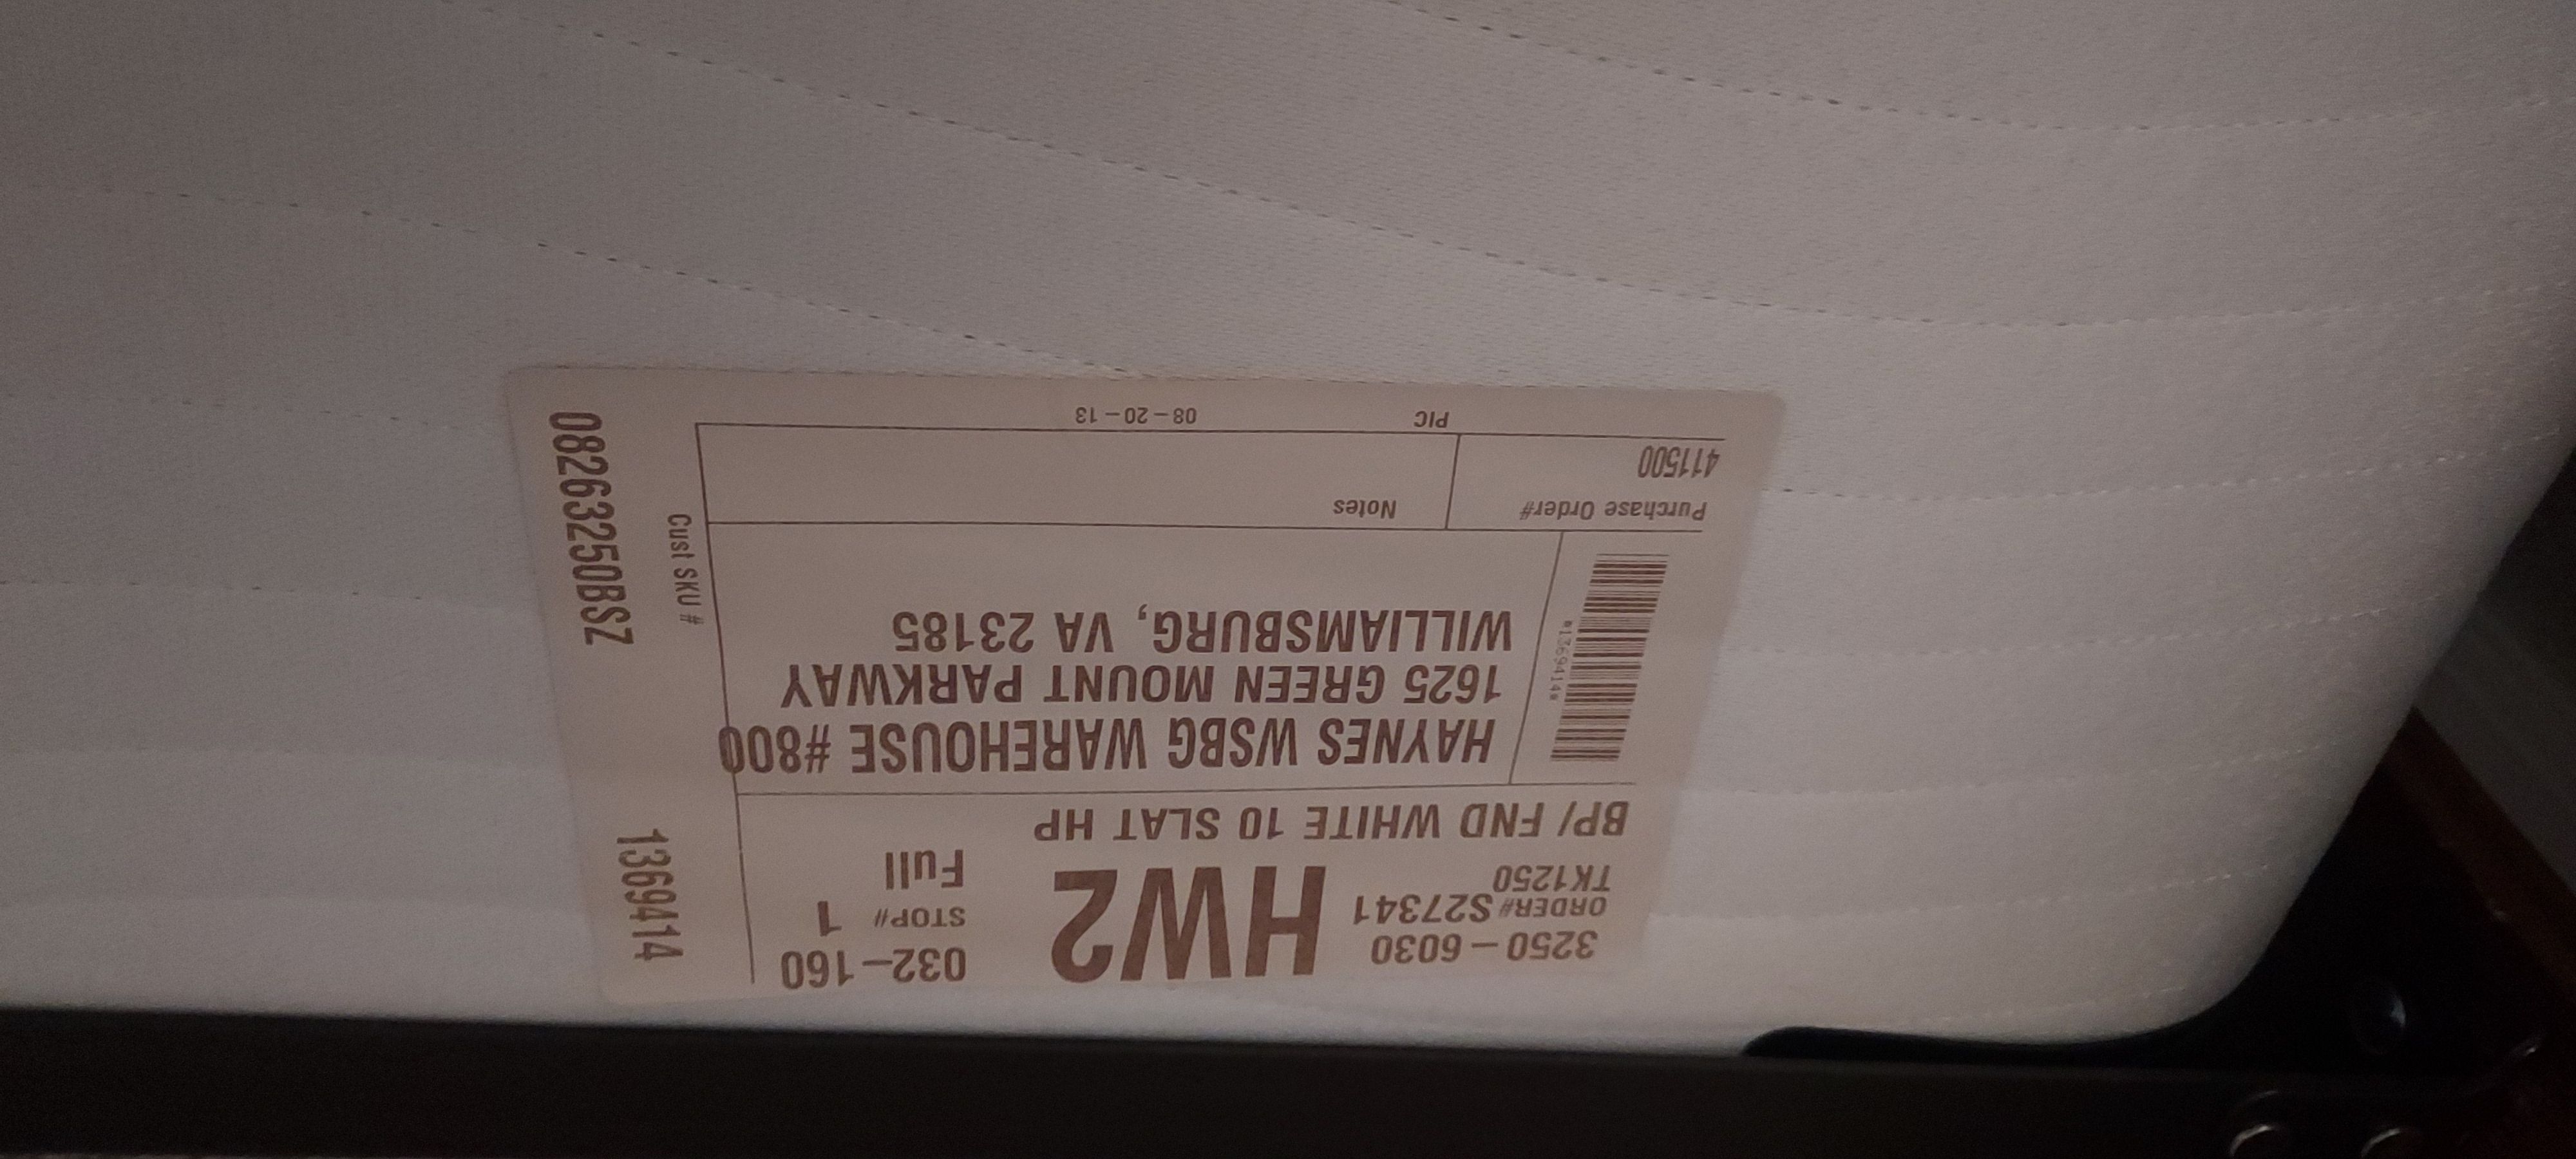 3250-6030
ORDER# S27341
TK1250
HW2
032-160
STOP# 1
Full
BP/ FND WHITE 10 SLAT HP
HAYNES WSBG WAREHOUSE #800
1625 GREEN MOUNT PARKWAY
WILLIAMSBURG, VA 23185
*1369414*
Purchase Order#
411500
Notes
PIC
08-20-13
1369414
Cust SKU #
08263250BSZ